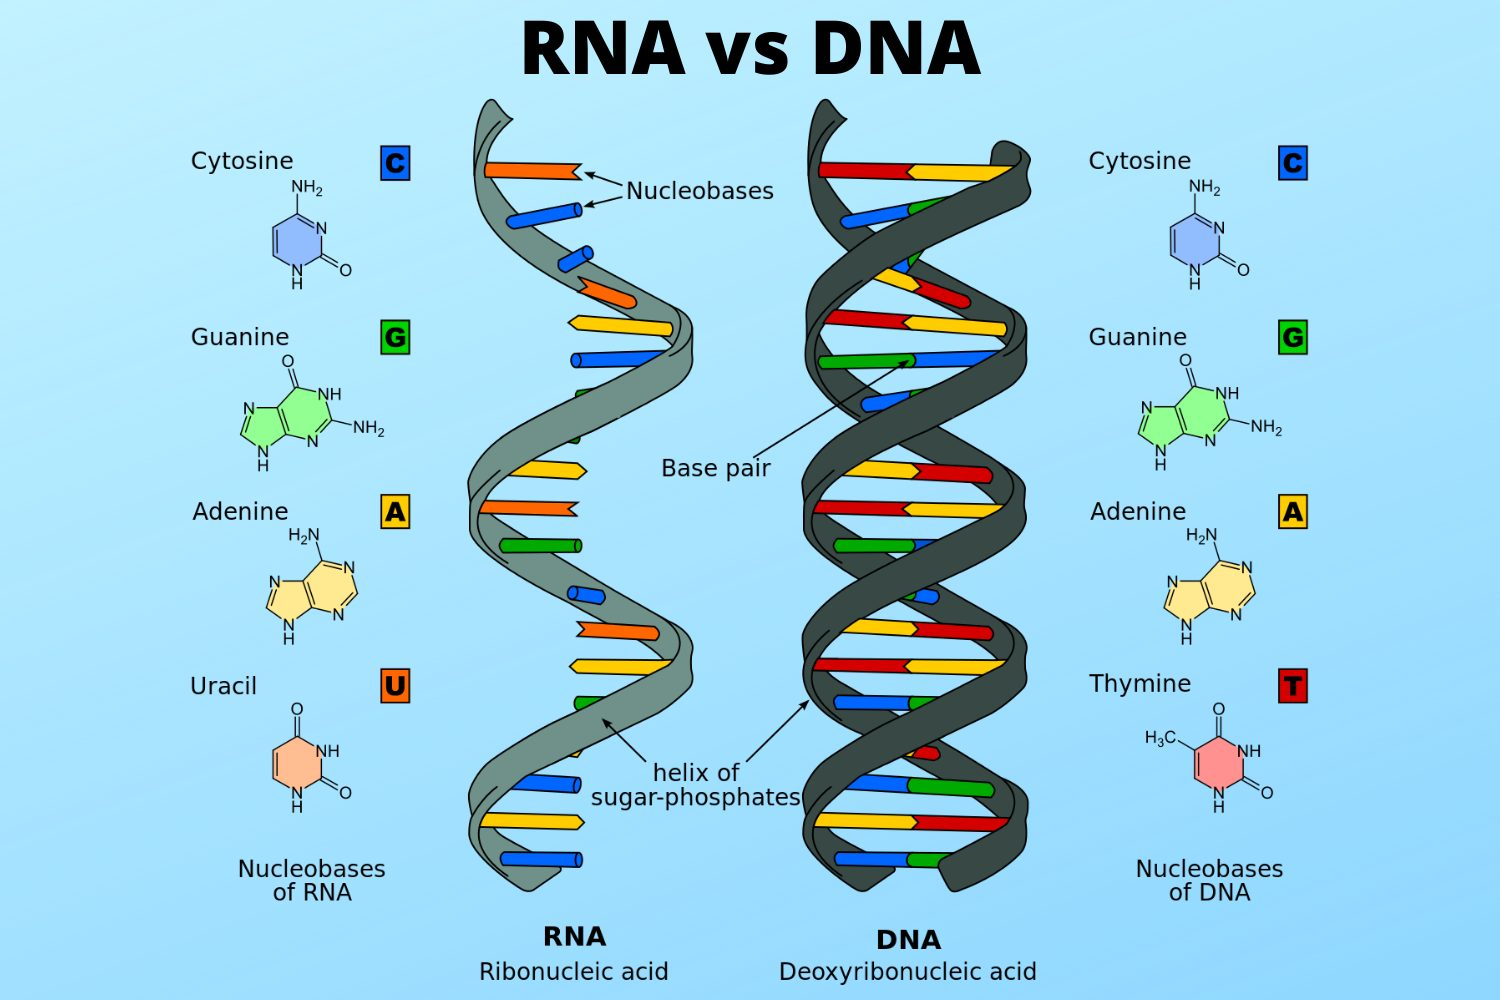 RNA vs DNA
Cytosine
C
NH₂
N
N
H
O
Guanine
G
O
N
NH
N
H
N
NH₂
Adenine
A
H₂N
N
N
N
H
N
Uracil
U
O
NH
N
H
O
Nucleobases
of RNA
Nucleobases
Base pair
helix of
sugar-phosphates
RNA
Ribonucleic acid
DNA
Deoxyribonucleic acid
Cytosine
C
NH₂
N
N
H
O
Guanine
G
O
N
NH
N
H
N
NH₂
Adenine
A
H₂N
N
N
N
H
N
Thymine
T
O
H₃C
NH
N
H
O
Nucleobases
of DNA